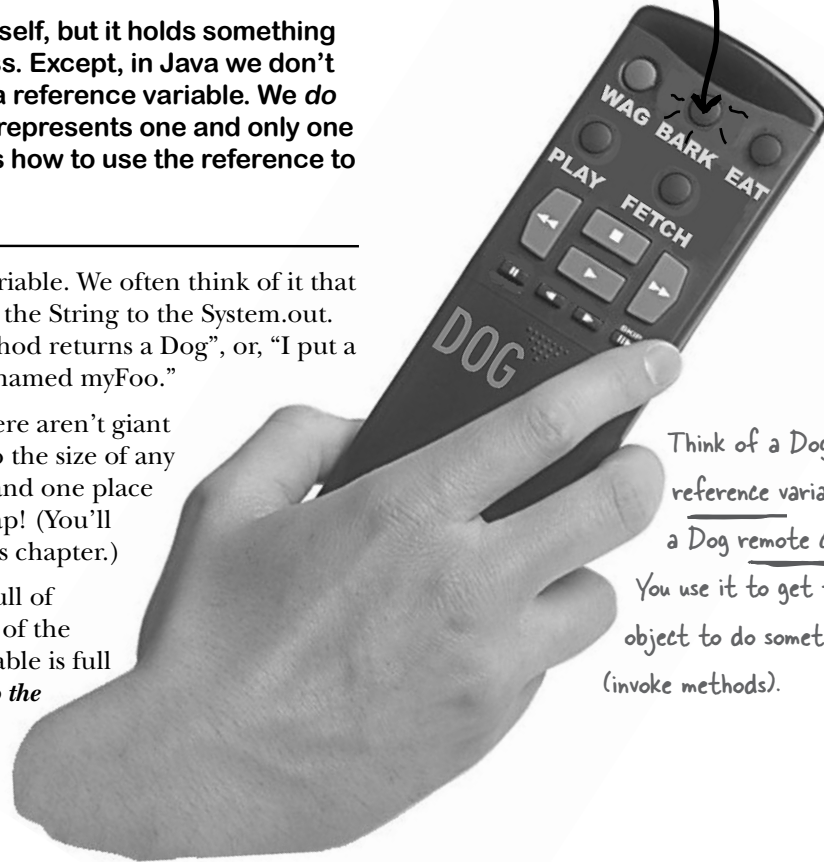 self, but it holds something
ss. Except, in Java we don't
a reference variable. We do
represents one and only one
s how to use the reference to
riable. We often think of it that
the String to the System.out.
hod returns a Dog", or, "I put a
named myFoo."
ere aren't giant
o the size of any
and one place
ap! (You'll
s chapter.)
ull of
of the
able is full
o the
WAG BARK EAT
PLAY FETCH
SKIP
DOG
Think of a Dog
reference varia
a Dog remote c
You use it to get t
object to do somet
(invoke methods).